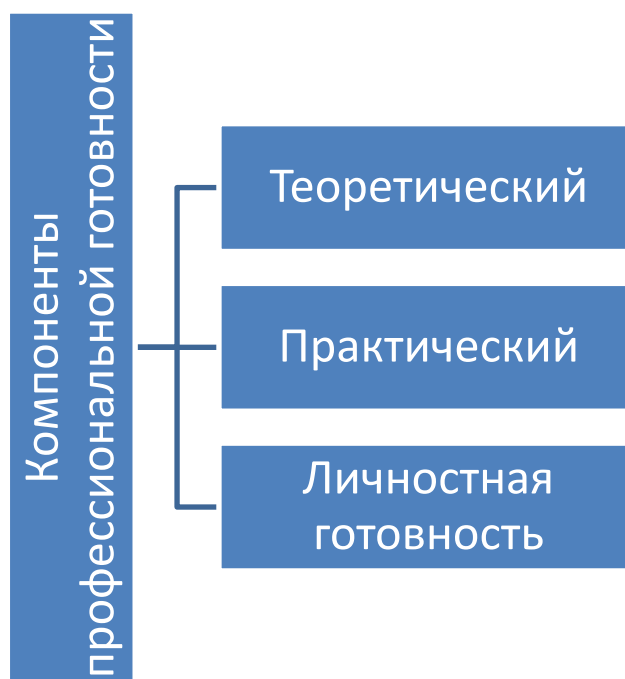 Компоненты
профессиональной готовности
Теоретический
Практический
Личностная
готовность